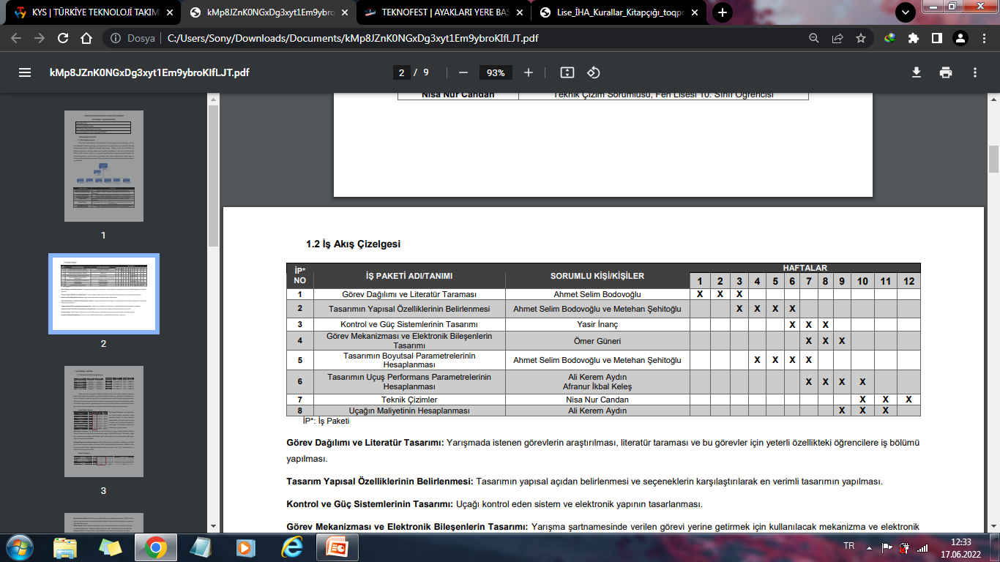 KYS | TÜRKİYE TEKNOLOJİ TAKIMI
kMp8JZnK0NGxDg3xyt1Em9ybro
TEKNOFEST | AYAKLARI YERE BAS
Lise_İHA_Kurallar_Kitapçığı_toqpr
Dosya
C:/Users/Sony/Downloads/Documents/kMp8JZnK0NGxDg3xyt1Em9ybroKIfLJT.pdf
kMp8JZnK0NGxDg3xyt1Em9ybroKIfLJT.pdf
2 / 9
93%
1
2
3
Nisa Nur Candan Teknik Çizim Sorumlusu, Fen Lisesi 10. Sınıf Öğrencisi
1.2 İş Akış Çizelgesi
İP* NO İŞ PAKETİ ADI/TANIMI SORUMLU KİŞİ/KİŞİLER HAFTALAR
1 2 3 4 5 6 7 8 9 10 11 12
1 Görev Dağılımı ve Literatür Taraması Ahmet Selim Bodovoğlu X X X
2 Tasarımın Yapısal Özelliklerinin Belirlenmesi Ahmet Selim Bodovoğlu ve Metehan Şehitoğlu X X X X
3 Kontrol ve Güç Sistemlerinin Tasarımı Yasir İnanç X X X
4 Görev Mekanizması ve Elektronik Bileşenlerin Tasarımı Ömer Güneri X X X
5 Tasarımın Boyutsal Parametrelerinin Hesaplanması Ahmet Selim Bodovoğlu ve Metehan Şehitoğlu X X X X
6 Tasarımın Uçuş Performans Parametrelerinin Hesaplanması Ali Kerem Aydın Afranur İkbal Keleş X X X X
7 Teknik Çizimler Nisa Nur Candan X X X
8 Uçağın Maliyetinin Hesaplanması Ali Kerem Aydın X X X
İP*: İş Paketi
Görev Dağılımı ve Literatür Tasarımı: Yarışmada istenen görevlerin araştırılması, literatür taraması ve bu görevler için yeterli özellikteki öğrencilere iş bölümü
yapılması.
Tasarım Yapısal Özelliklerinin Belirlenmesi: Tasarımın yapısal açıdan belirlenmesi ve seçeneklerin karşılaştırılarak en verimli tasarımın yapılması.
Kontrol ve Güç Sistemlerinin Tasarımı: Uçağı kontrol eden sistem ve elektronik yapının tasarlanması.
Görev Mekanizması ve Elektronik Bileşenlerin Tasarımı: Yarışma şartnamesinde verilen görevi yerine getirmek için kullanılacak mekanizma ve elektronik
TR
12:33
17.06.2022